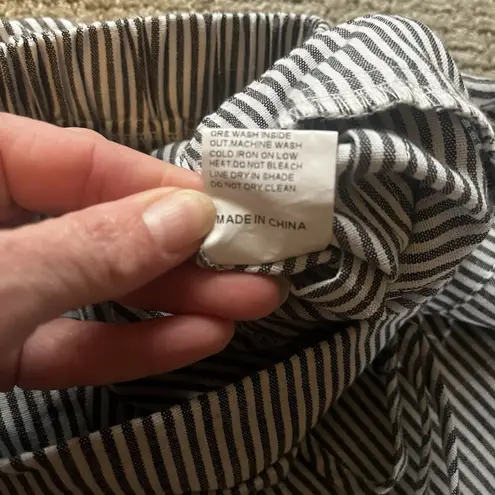 ORE WASH INSIDE
OUT.MACHINE WASH
COLD IRON ON LOW
HEAT.DO NOT BLEACH
LINE DRY IN SHADE
DO NOT DRY CLEAN
MADE IN CHINA